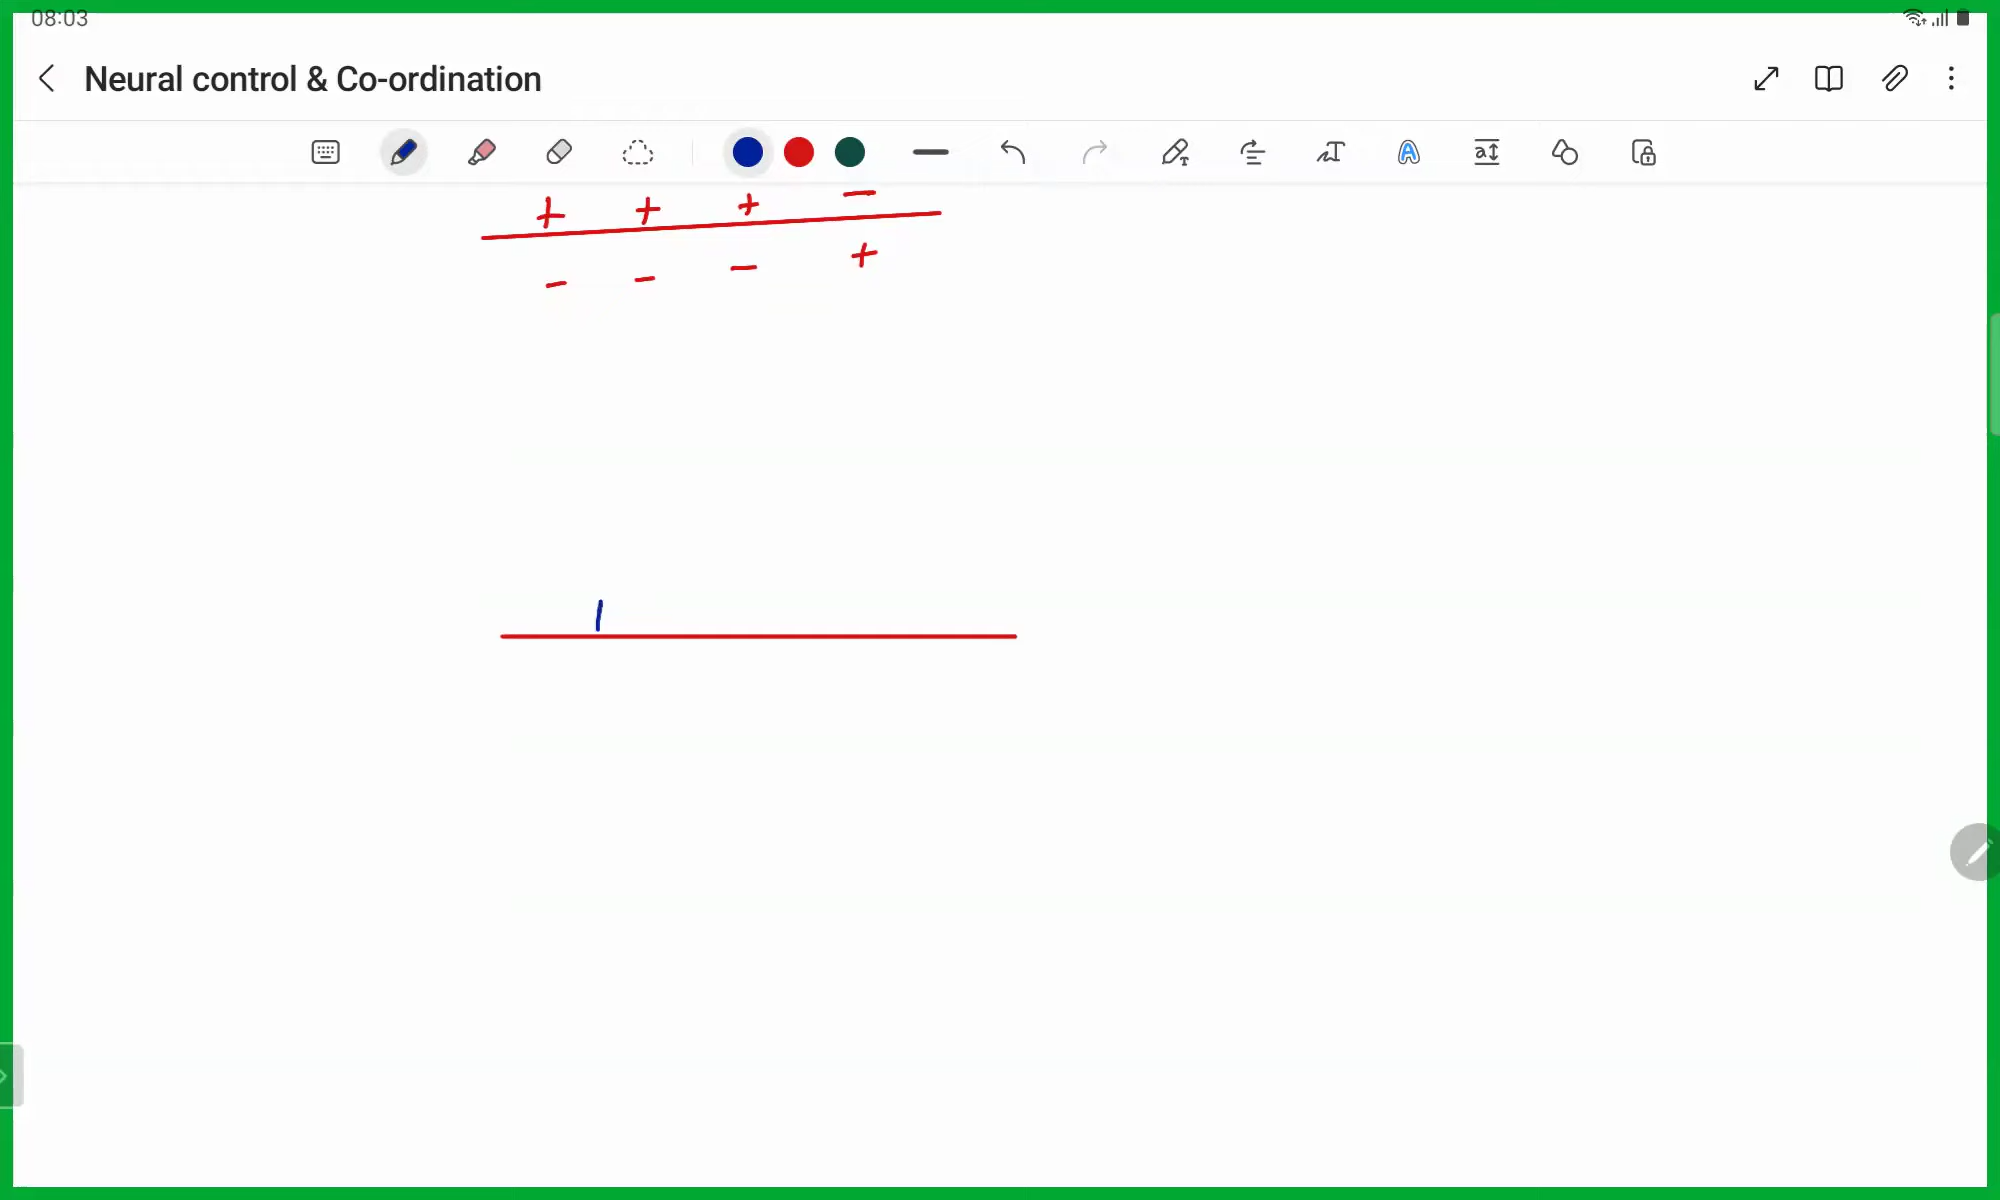 08:03
Neural control & Co-ordination
+ + + −
− − − +